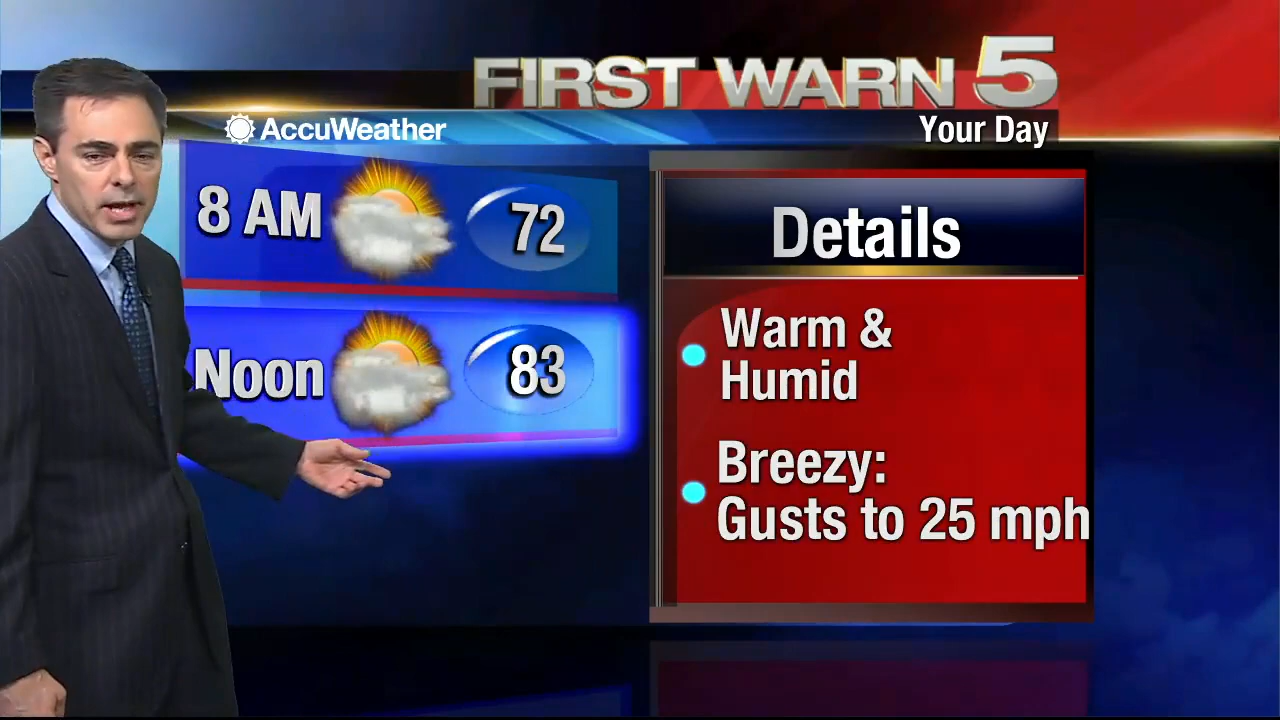 FIRST WARN 5
AccuWeather
Your Day
8 AM
72
Noon
83
Details
Warm &
Humid
Breezy:
Gusts to 25 mph